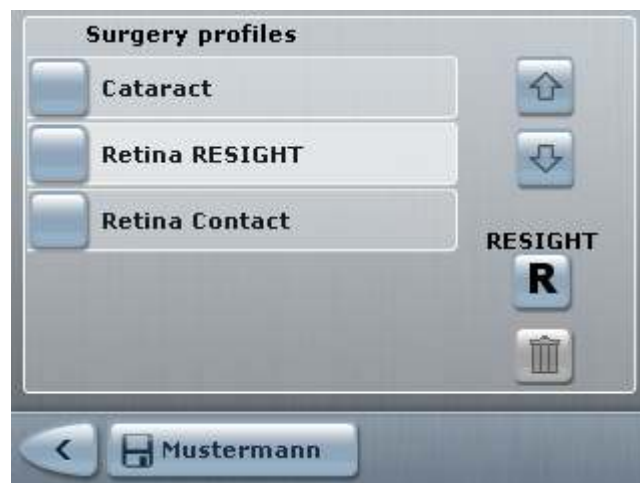 Surgery profiles
Cataract
Retina RESIGHT
Retina Contact
RESIGHT
R
Mustermann